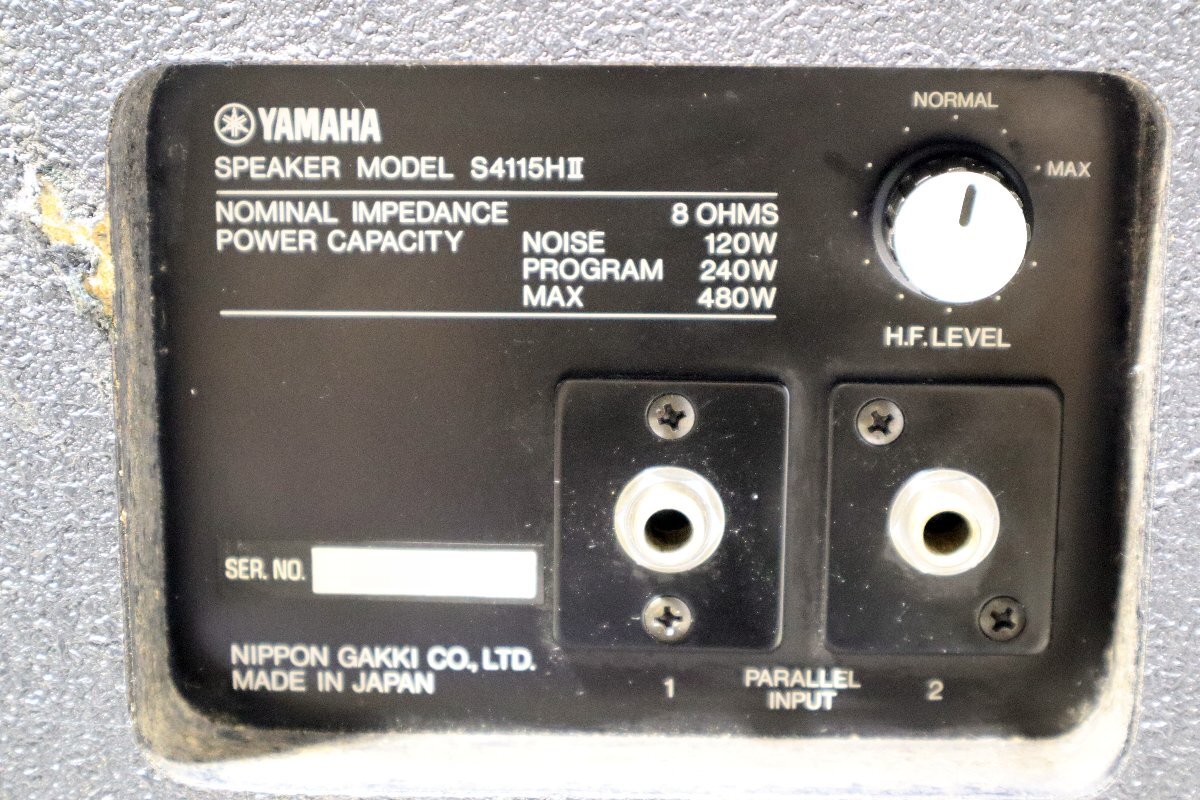 YAMAHA
SPEAKER MODEL S4115HII
NOMINAL IMPEDANCE 8 OHMS
POWER CAPACITY NOISE 120W
PROGRAM 240W
MAX 480W
NORMAL
MAX
H.F. LEVEL
SER. NO.
NIPPON GAKKI CO., LTD.
MADE IN JAPAN
1 PARALLEL INPUT 2